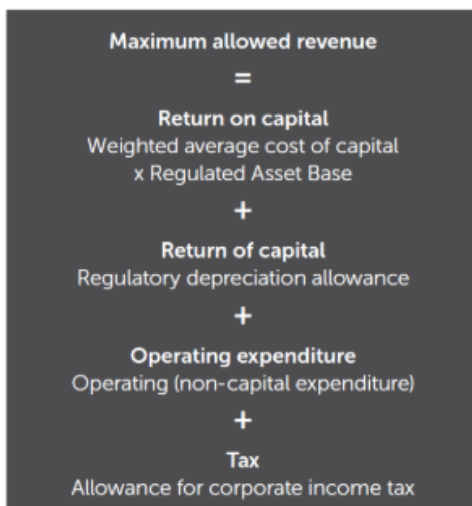 Maximum allowed revenue
=
Return on capital
Weighted average cost of capital
x Regulated Asset Base
+
Return of capital
Regulatory depreciation allowance
+
Operating expenditure
Operating (non-capital expenditure)
+
Tax
Allowance for corporate income tax